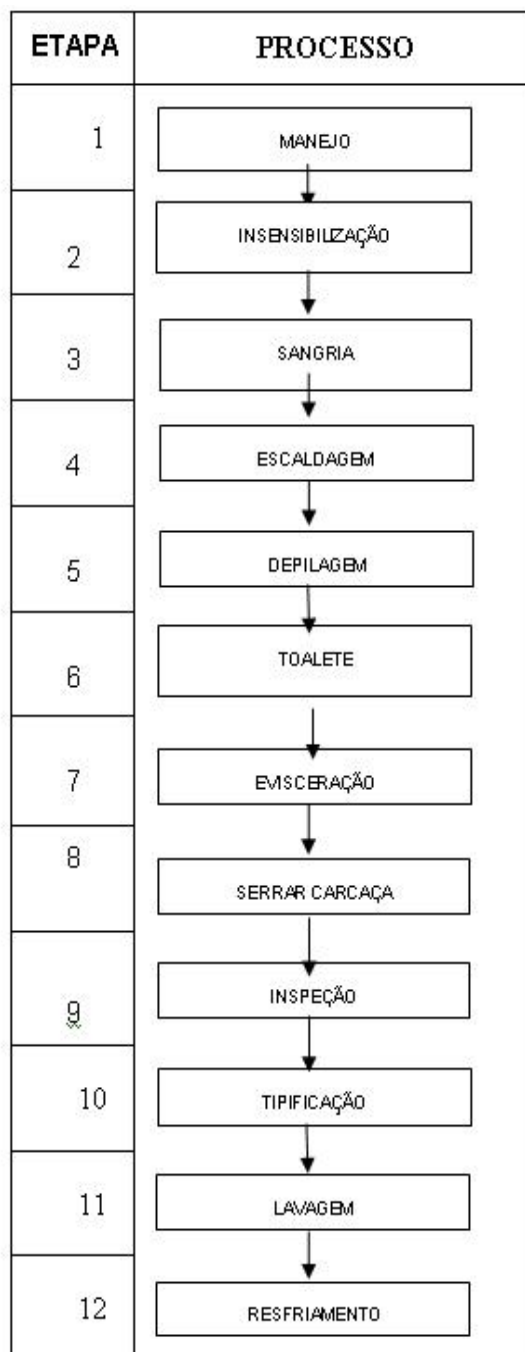 ETAPA PROCESSO
1 MANEJO
2 INSENSIBILIZAÇÃO
3 SANGRIA
4 ESCALDAGEM
5 DEPILAGEM
6 TOALETE
7 EVISCERAÇÃO
8 SERRAR CARCAÇA
9 INSPEÇÃO
10 TIPIFICAÇÃO
11 LAVAGEM
12 RESFRIAMENTO